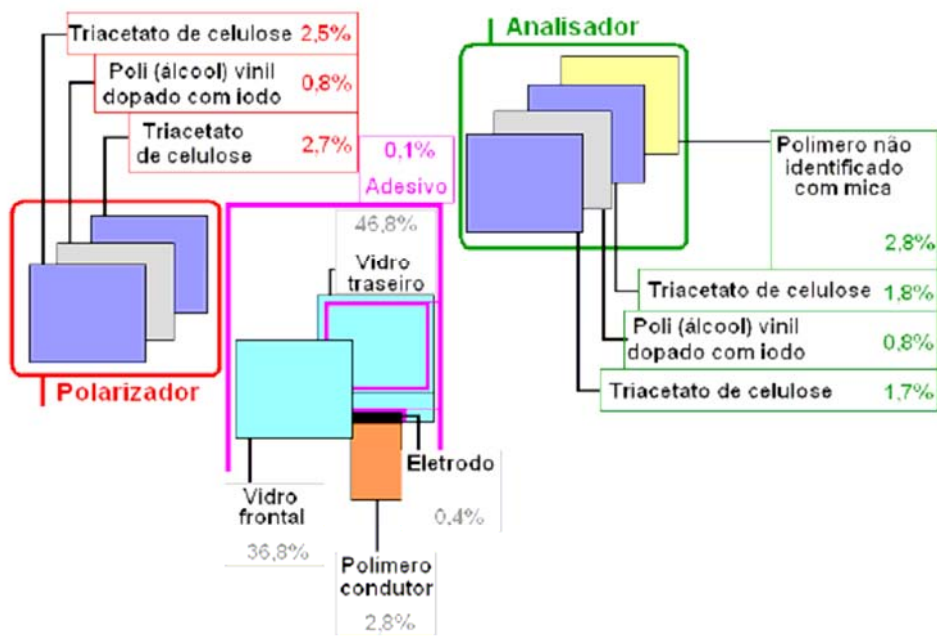 Triacetato de celulose 2,5%
Poli (álcool) vinil
dopado com iodo 0,8%
Triacetato
de celulose 2,7%
Polarizador
0,1%
Adesivo
46,8%
Vidro
traseiro
Vidro
frontal
36,8%
Eletrodo
0,4%
Polimero
condutor
2,8%
Analisador
Polimero não
identificado
com mica
2,8%
Triacetato de celulose 1,8%
Poli (álcool) vinil
dopado com iodo 0,8%
Triacetato de celulose 1,7%